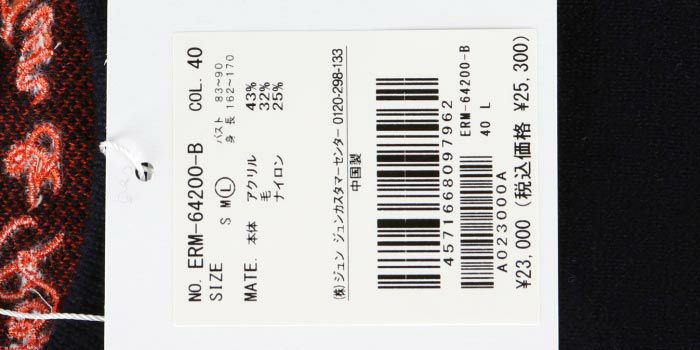 NO. ERM-64200-B COL. 40
SIZE S M L バスト 83~90
身 長 162~170
MATE. 本体 アクリル 43%
毛 32%
ナイロン 25%
(株)ジュン ジュンカスタマーセンター 0120-298-133
中国製
4571668097962
ERM-64200-B
40 L
A023000A
¥23,000 (税込価格 ¥25,300)